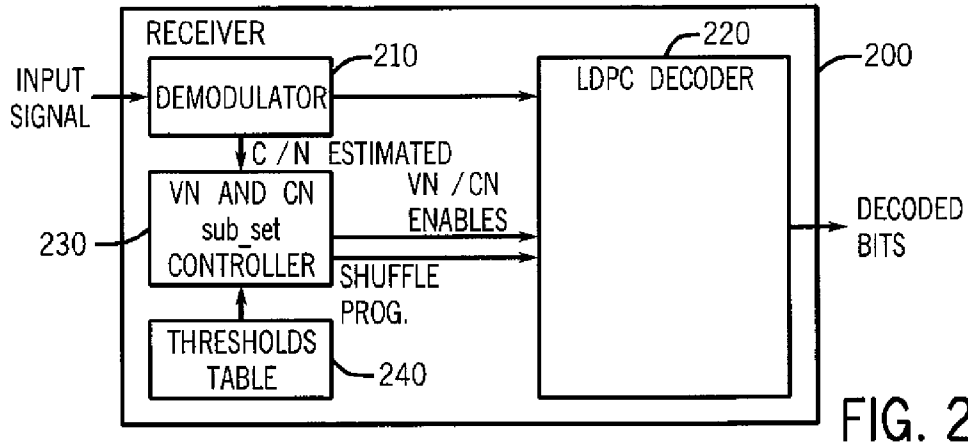 RECEIVER
210
220
200
INPUT
SIGNAL
DEMODULATOR
LDPC DECODER
C / N ESTIMATED
VN AND CN
sub_set
CONTROLLER
230
VN / CN
ENABLES
SHUFFLE
PROG.
DECODED
BITS
THRESHOLDS
TABLE
240
FIG. 2